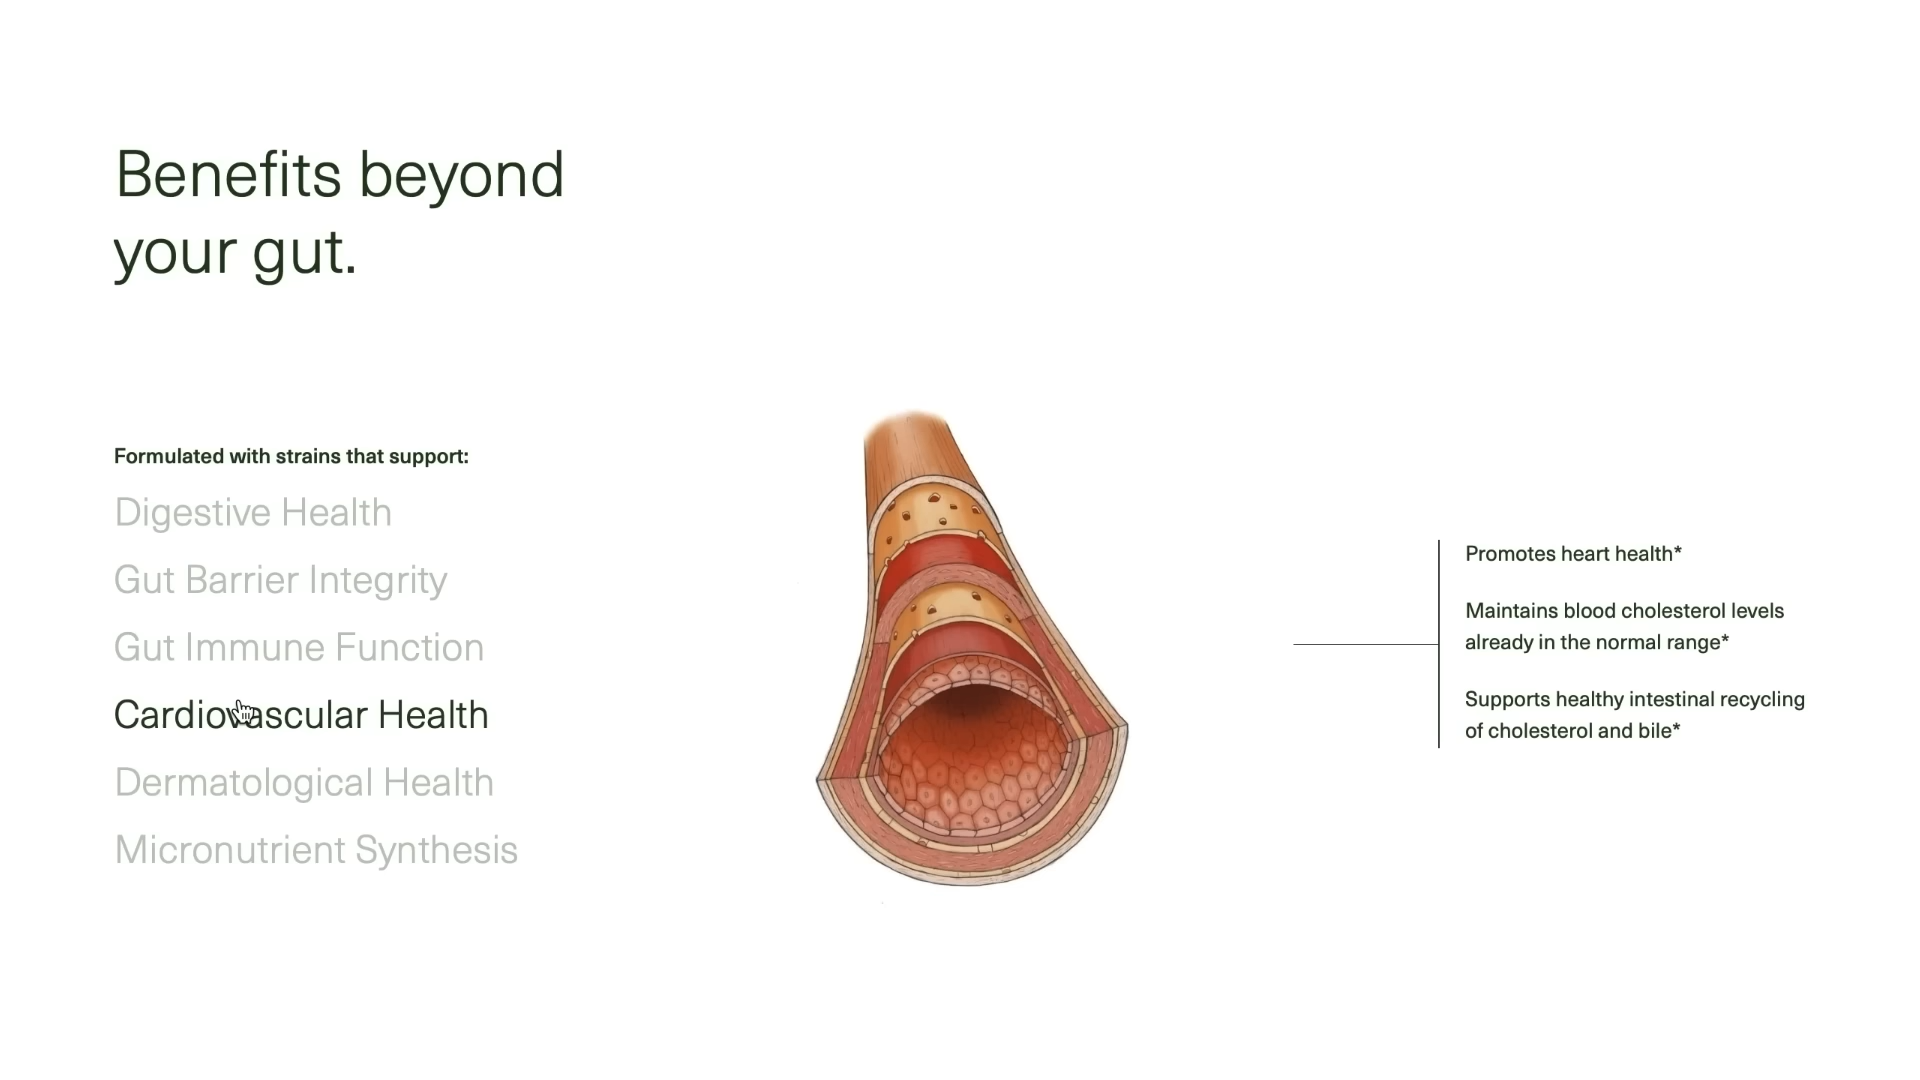 Benefits beyond
your gut.
Formulated with strains that support:
Digestive Health
Gut Barrier Integrity
Gut Immune Function
Cardiovascular Health
Dermatological Health
Micronutrient Synthesis
Promotes heart health*
Maintains blood cholesterol levels
already in the normal range*
Supports healthy intestinal recycling
of cholesterol and bile*